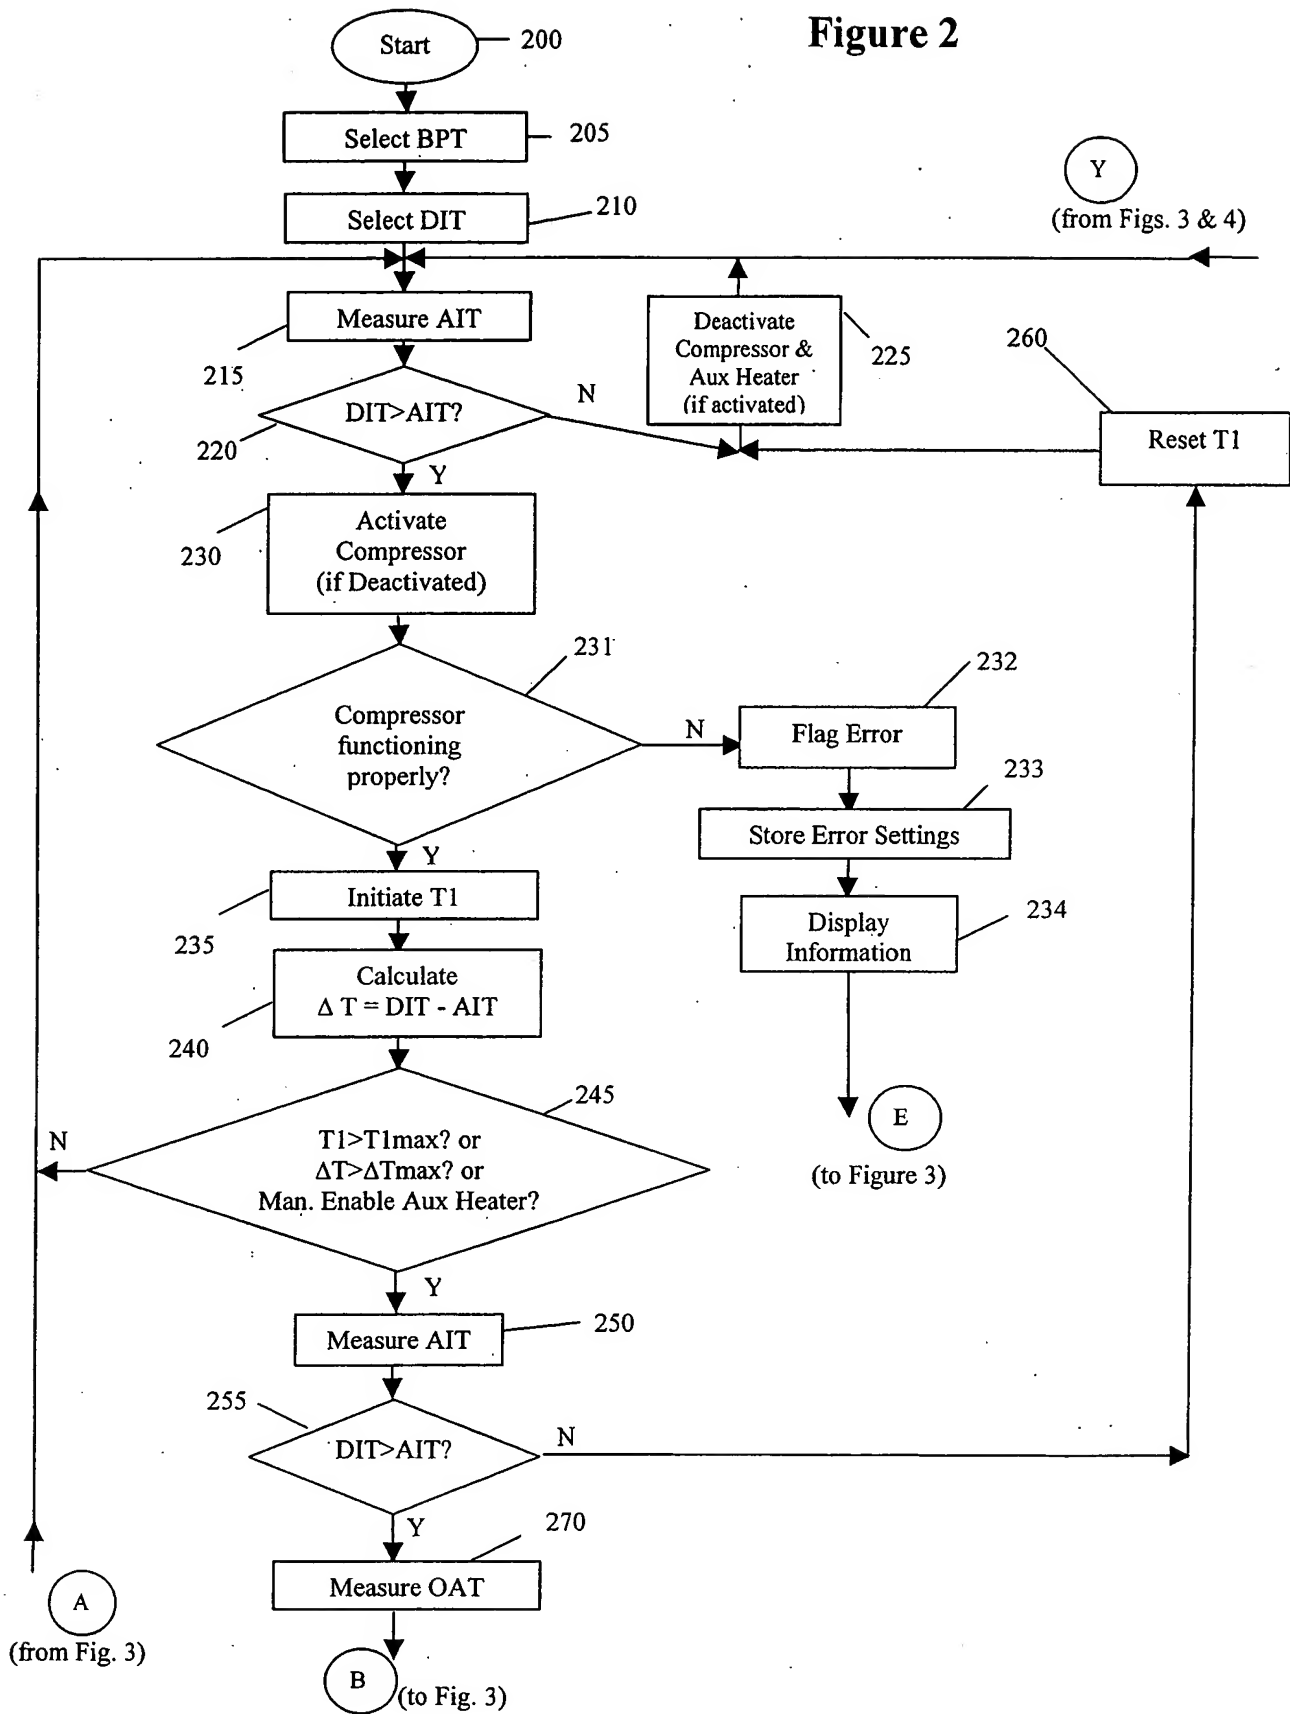 Figure 2
Start
200
Select BPT
205
Y
(from Figs. 3 & 4)
Select DIT
210
Measure AIT
215
Deactivate
Compressor &
Aux Heater
(if activated)
225
260
DIT>AIT?
220
N
Reset T1
Y
Activate
Compressor
(if Deactivated)
230
231
Compressor
functioning
properly?
N
232
Flag Error
233
Store Error Settings
Y
Initiate T1
235
Display
Information
234
Calculate
Δ T = DIT - AIT
240
245
T1>T1max? or
ΔT>ΔTmax? or
Man. Enable Aux Heater?
N
E
(to Figure 3)
Y
Measure AIT
250
255
DIT>AIT?
N
Y
270
Measure OAT
A
(from Fig. 3)
B
(to Fig. 3)